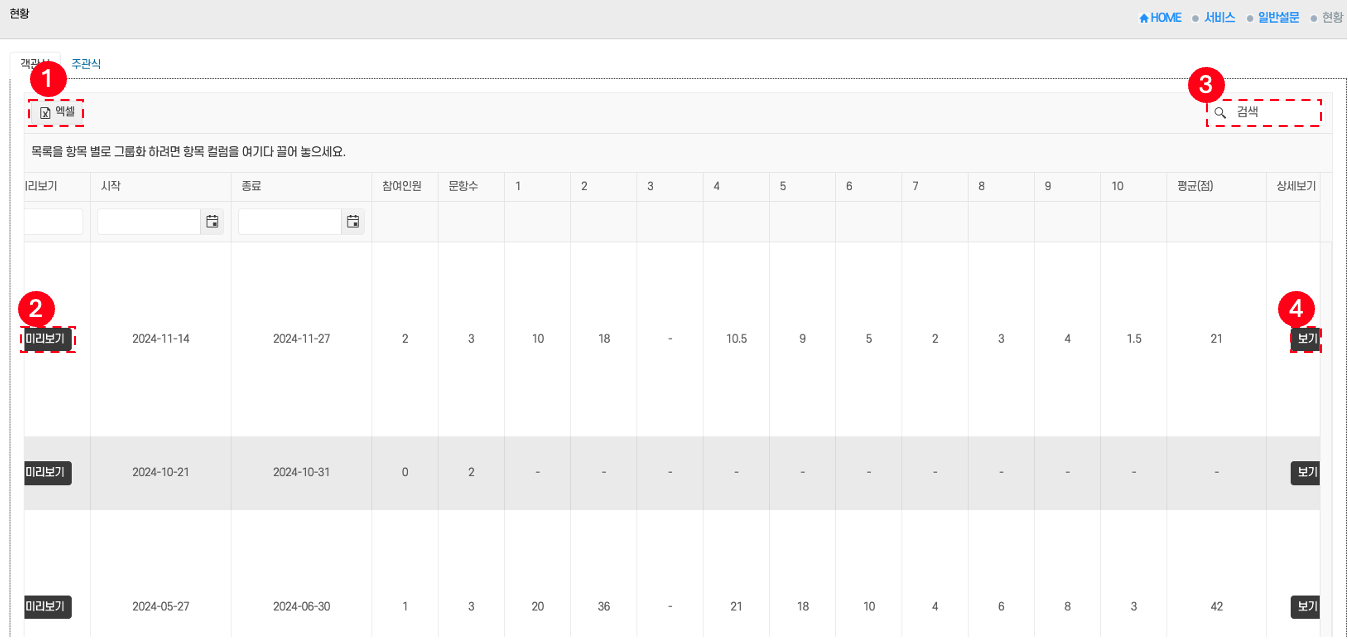 현황
HOME 서비스 일반설문 현황
객관식 주관식
1
3
엑셀
검색
목록을 항목 별로 그룹화 하려면 항목 컬럼을 여기다 끌어 놓으세요.
미리보기 시작 종료 참여인원 문항수 1 2 3 4 5 6 7 8 9 10 평균(점) 상세보기
2
4
미리보기 2024-11-14 2024-11-27 2 3 10 18 - 10.5 9 5 2 3 4 1.5 21 보기
미리보기 2024-10-21 2024-10-31 0 2 - - - - - - - - - - - 보기
미리보기 2024-05-27 2024-06-30 1 3 20 36 - 21 18 10 4 6 8 3 42 보기